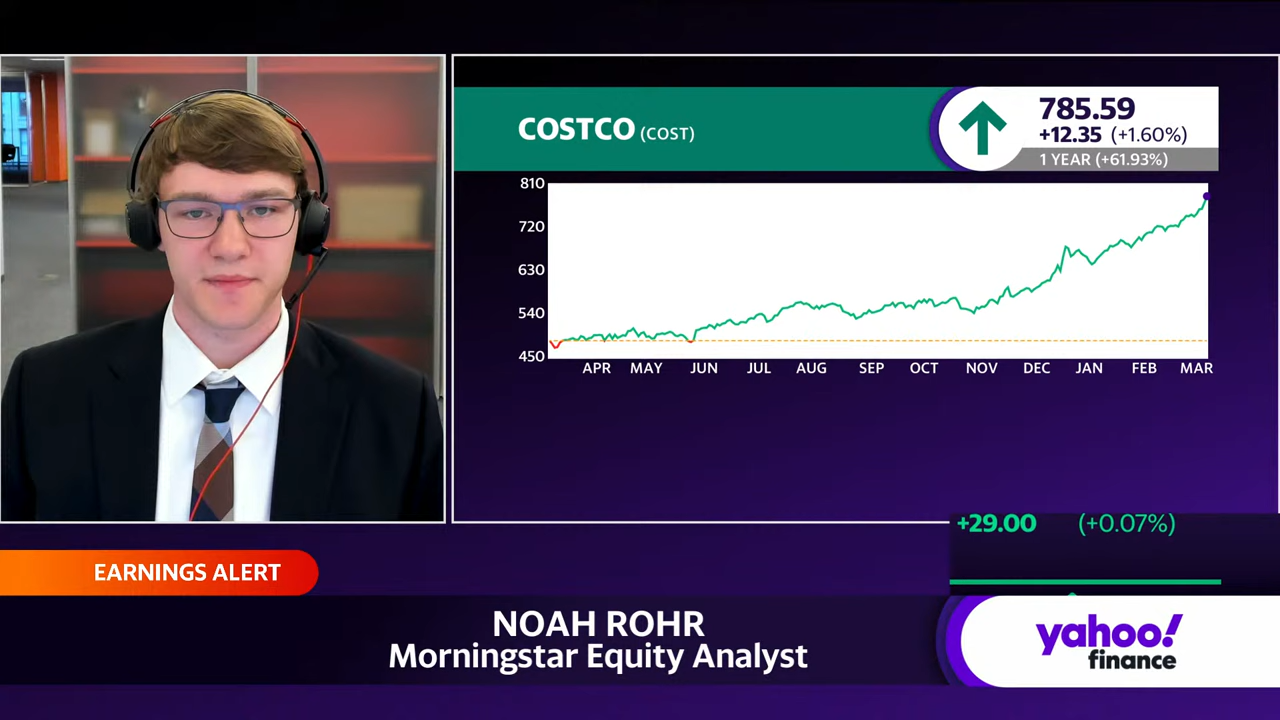 COSTCO (COST)
785.59
+12.35 (+1.60%)
1 YEAR (+61.93%)
810
720
630
540
450
APR MAY JUN JUL AUG SEP OCT NOV DEC JAN FEB MAR
+29.00 (+0.07%)
EARNINGS ALERT
NOAH ROHR
Morningstar Equity Analyst
yahoo!
finance